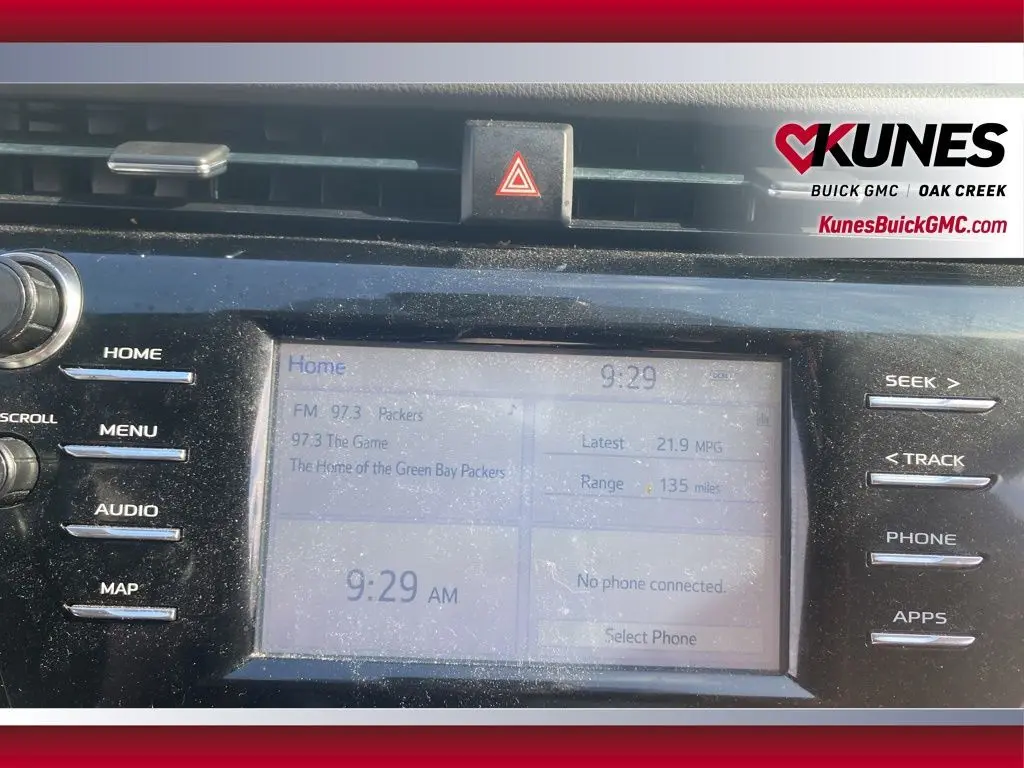 KUNES
BUICK GMC | OAK CREEK
KunesBuickGMC.com
HOME
SCROLL
MENU
AUDIO
MAP
Home
9:29
FM 97.3 Packers
97.3 The Game
The Home of the Green Bay Packers
Latest 21.9 MPG
Range 135 miles
9:29 AM
No phone connected.
Select Phone
SEEK >
< TRACK
PHONE
APPS